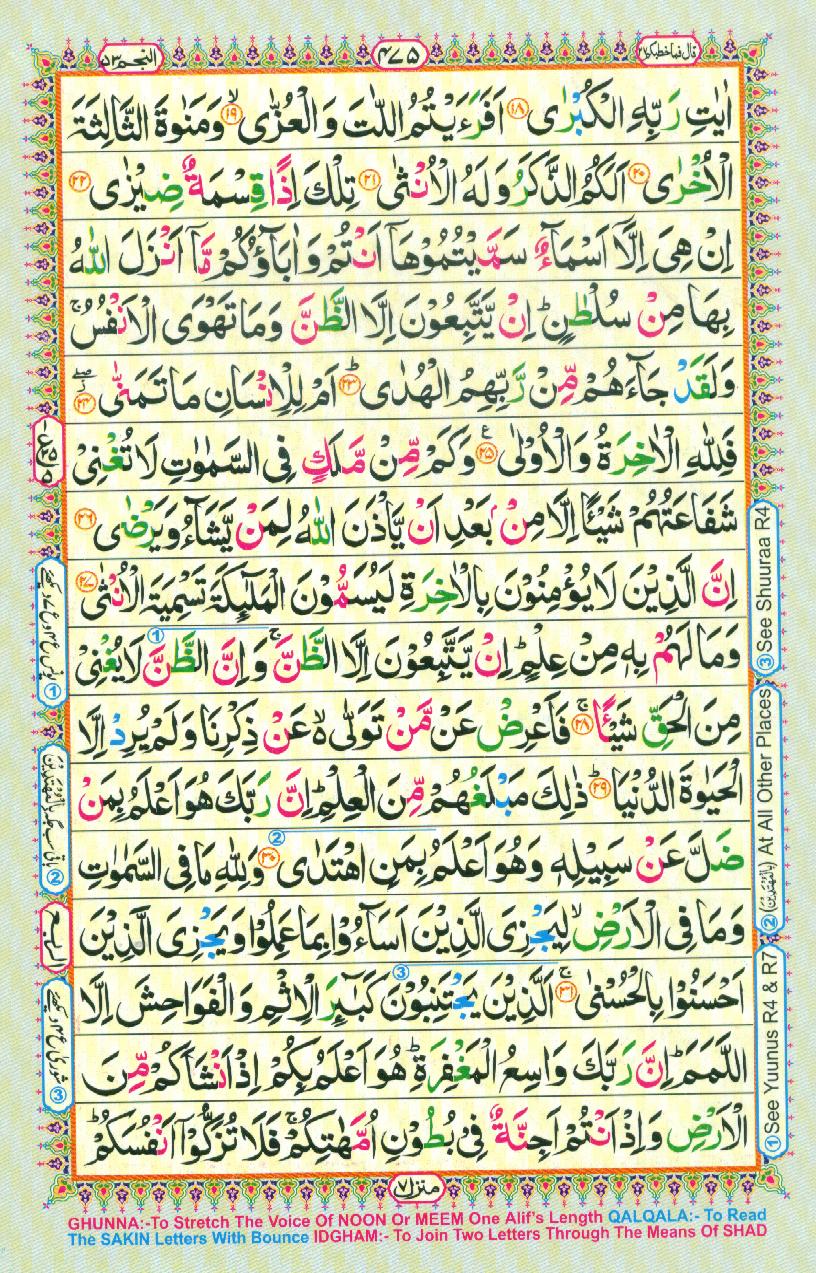 قال فما خطبكم ٢٧
٤٧٥
النجم ٥٣
اٰيٰتِ رَبِّهِ الْكُبْرٰى ۝١٨ اَفَرَءَيْتُمُ اللّٰتَ وَالْعُزّٰى ۝١٩ۙ وَمَنٰوةَ الثَّالِثَةَ
الْاُخْرٰى ۝٢٠ اَلَكُمُ الذَّكَرُ وَلَهُ الْاُنْثٰى ۝٢١ تِلْكَ اِذًا قِسْمَةٌ ضِيْزٰى ۝٢٢
اِنْ هِيَ اِلَّاۤ اَسْمَآءٌ سَمَّيْتُمُوْهَاۤ اَنْتُمْ وَاٰبَآؤُكُمْ مَّاۤ اَنْزَلَ اللّٰهُ
بِهَا مِنْ سُلْطٰنٍ ؕ اِنْ يَّتَّبِعُوْنَ اِلَّا الظَّنَّ وَمَا تَهْوَى الْاَنْفُسُ ۚ
وَلَقَدْ جَآءَهُمْ مِّنْ رَّبِّهِمُ الْهُدٰى ۝٢٣ؕ اَمْ لِلْاِنْسَانِ مَا تَمَنّٰى ۝٢٤
فَلِلّٰهِ الْاٰخِرَةُ وَالْاُوْلٰى ۝٢٥ وَكَمْ مِّنْ مَّلَكٍ فِى السَّمٰوٰتِ لَا تُغْنِيْ
شَفَاعَتُهُمْ شَيْـًٔا اِلَّا مِنْۢ بَعْدِ اَنْ يَّاْذَنَ اللّٰهُ لِمَنْ يَّشَآءُ وَيَرْضٰى ۝٢٦
اِنَّ الَّذِيْنَ لَا يُؤْمِنُوْنَ بِالْاٰخِرَةِ لَيُسَمُّوْنَ الْمَلٰٓئِكَةَ تَسْمِيَةَ الْاُنْثٰى ۝٢٧
وَمَا لَهُمْ بِهٖ مِنْ عِلْمٍ ؕ اِنْ يَّتَّبِعُوْنَ اِلَّا الظَّنَّ ۚ وَاِنَّ الظَّنَّ لَا يُغْنِيْ
مِنَ الْحَقِّ شَيْـًٔا ۝٢٨ۚ فَاَعْرِضْ عَنْ مَّنْ تَوَلّٰى ۙ۬ عَنْ ذِكْرِنَا وَلَمْ يُرِدْ اِلَّا
الْحَيٰوةَ الدُّنْيَا ۝٢٩ؕ ذٰلِكَ مَبْلَغُهُمْ مِّنَ الْعِلْمِ ؕ اِنَّ رَبَّكَ هُوَ اَعْلَمُ بِمَنْ
ضَلَّ عَنْ سَبِيْلِهٖ وَهُوَ اَعْلَمُ بِمَنِ اهْتَدٰى ۝٣٠ وَلِلّٰهِ مَا فِى السَّمٰوٰتِ
وَمَا فِى الْاَرْضِ ۙ لِيَجْزِىَ الَّذِيْنَ اَسَآءُوْا بِمَا عَمِلُوْا وَيَجْزِىَ الَّذِيْنَ
اَحْسَنُوْا بِالْحُسْنٰى ۝٣١ۚ اَلَّذِيْنَ يَجْتَنِبُوْنَ كَبٰٓئِرَ الْاِثْمِ وَالْفَوَاحِشَ اِلَّا
اللَّمَمَ ؕ اِنَّ رَبَّكَ وَاسِعُ الْمَغْفِرَةِ ؕ هُوَ اَعْلَمُ بِكُمْ اِذْ اَنْشَاَكُمْ مِّنَ
الْاَرْضِ وَاِذْ اَنْتُمْ اَجِنَّةٌ فِيْ بُطُوْنِ اُمَّهٰتِكُمْ ۚ فَلَا تُزَكُّوْۤا اَنْفُسَكُمْ ؕ
③ See Shuuraa R4
② (بِالْمُهْتَدِيْنَ) At All Other Places
① See Yuunus R4 & R7
منزل ٧
GHUNNA:-To Stretch The Voice Of NOON Or MEEM One Alif's Length QALQALA:- To Read
The SAKIN Letters With Bounce IDGHAM:- To Join Two Letters Through The Means Of SHAD